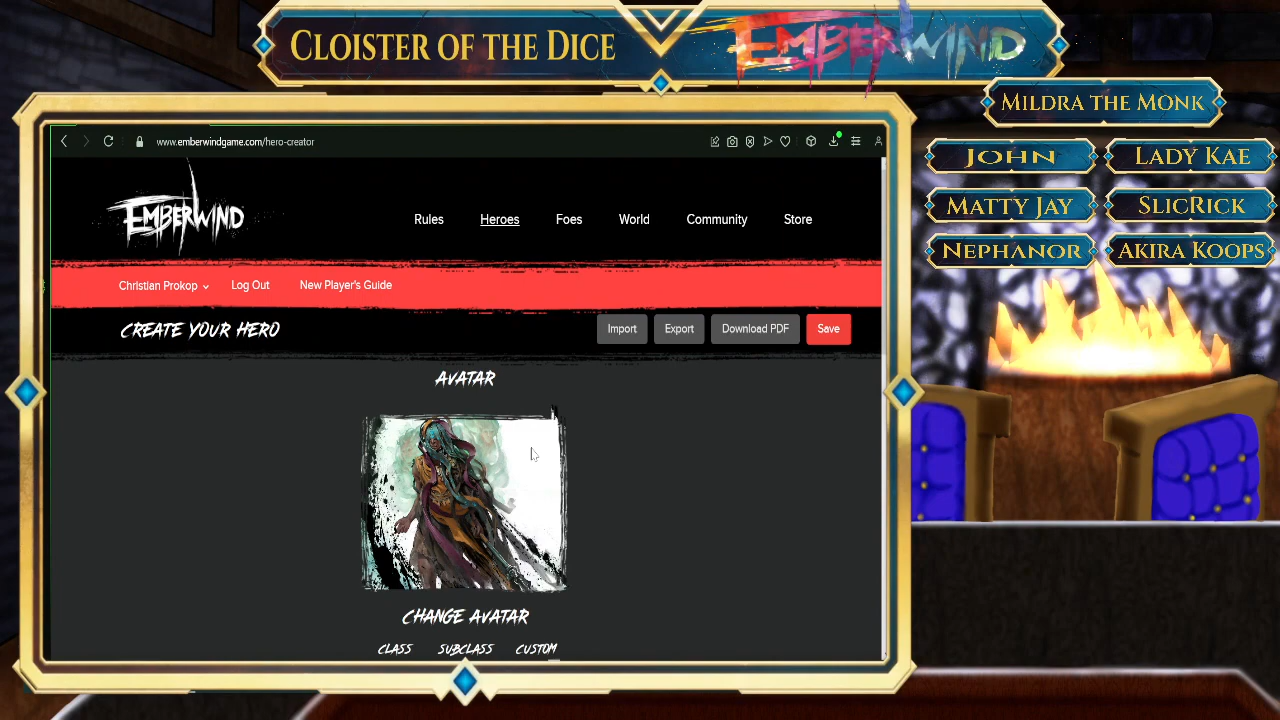 CLOISTER OF THE DICE
EMBERWIND
MILDRA THE MONK
JOHN
LADY KAE
MATTY JAY
SLICRICK
NEPHANOR
AKIRA KOOPS
www.emberwindgame.com/hero-creator
EMBERWIND
Rules Heroes Foes World Community Store
Christian Prokop Log Out New Player's Guide
CREATE YOUR HERO
Import Export Download PDF Save
AVATAR
CHANGE AVATAR
CLASS SUBCLASS CUSTOM